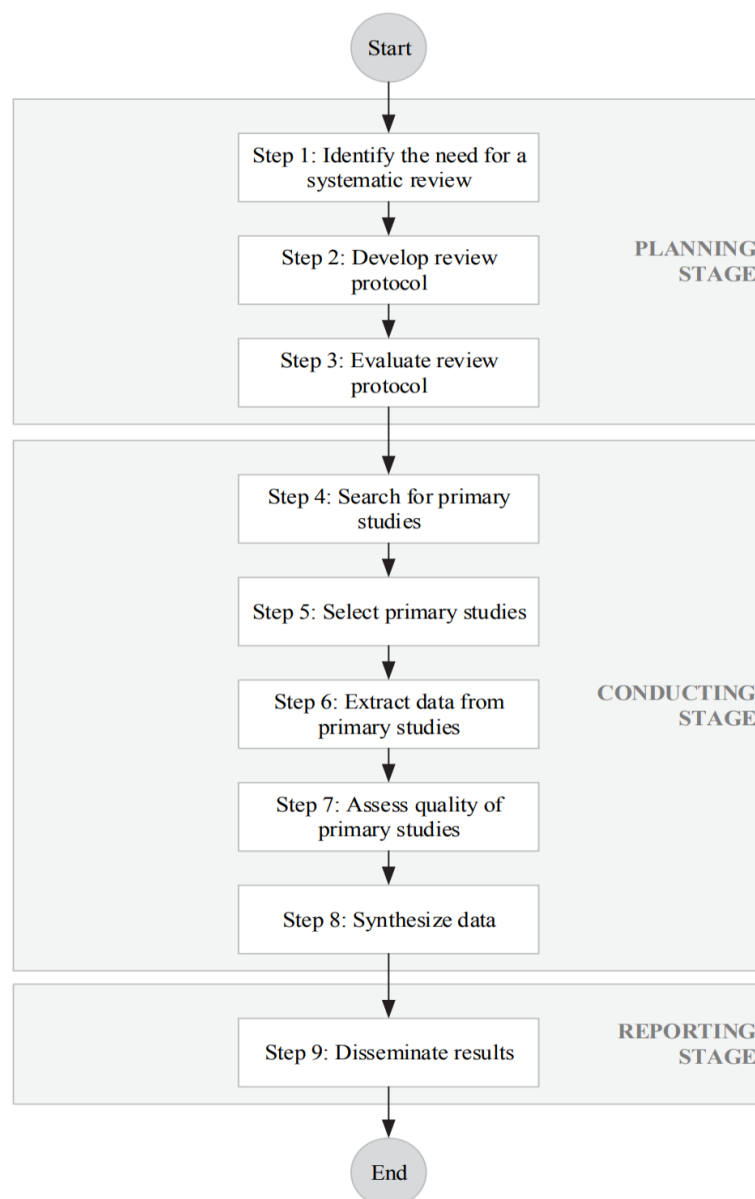 Start
Step 1: Identify the need for a
systematic review
Step 2: Develop review
protocol
PLANNING
STAGE
Step 3: Evaluate review
protocol
Step 4: Search for primary
studies
Step 5: Select primary studies
Step 6: Extract data from
primary studies
CONDUCTING
STAGE
Step 7: Assess quality of
primary studies
Step 8: Synthesize data
Step 9: Disseminate results
REPORTING
STAGE
End